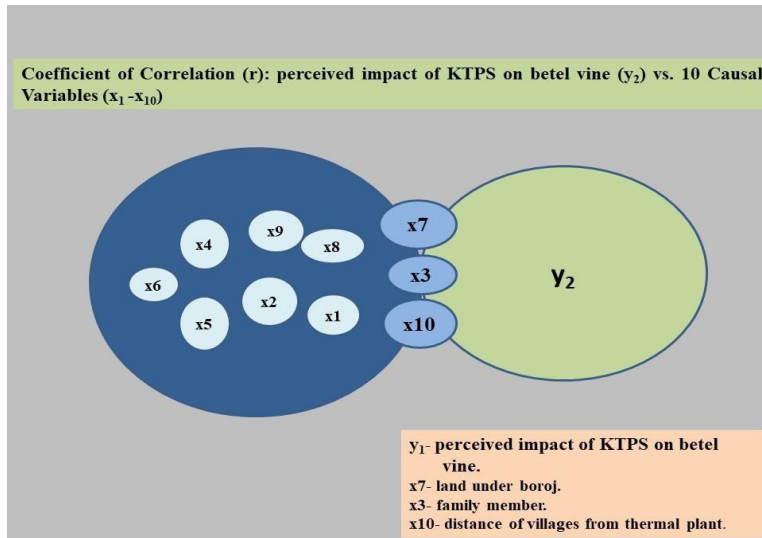 Coefficient of Correlation (r): perceived impact of KTPS on betel vine (y₂) vs. 10 Causal
Variables (x₁ -x₁₀)
x7
x9
x4
x8
x3
y₂
x6
x2
x1
x5
x10
y₁- perceived impact of KTPS on betel
vine.
x7- land under boroj.
x3- family member.
x10- distance of villages from thermal plant.